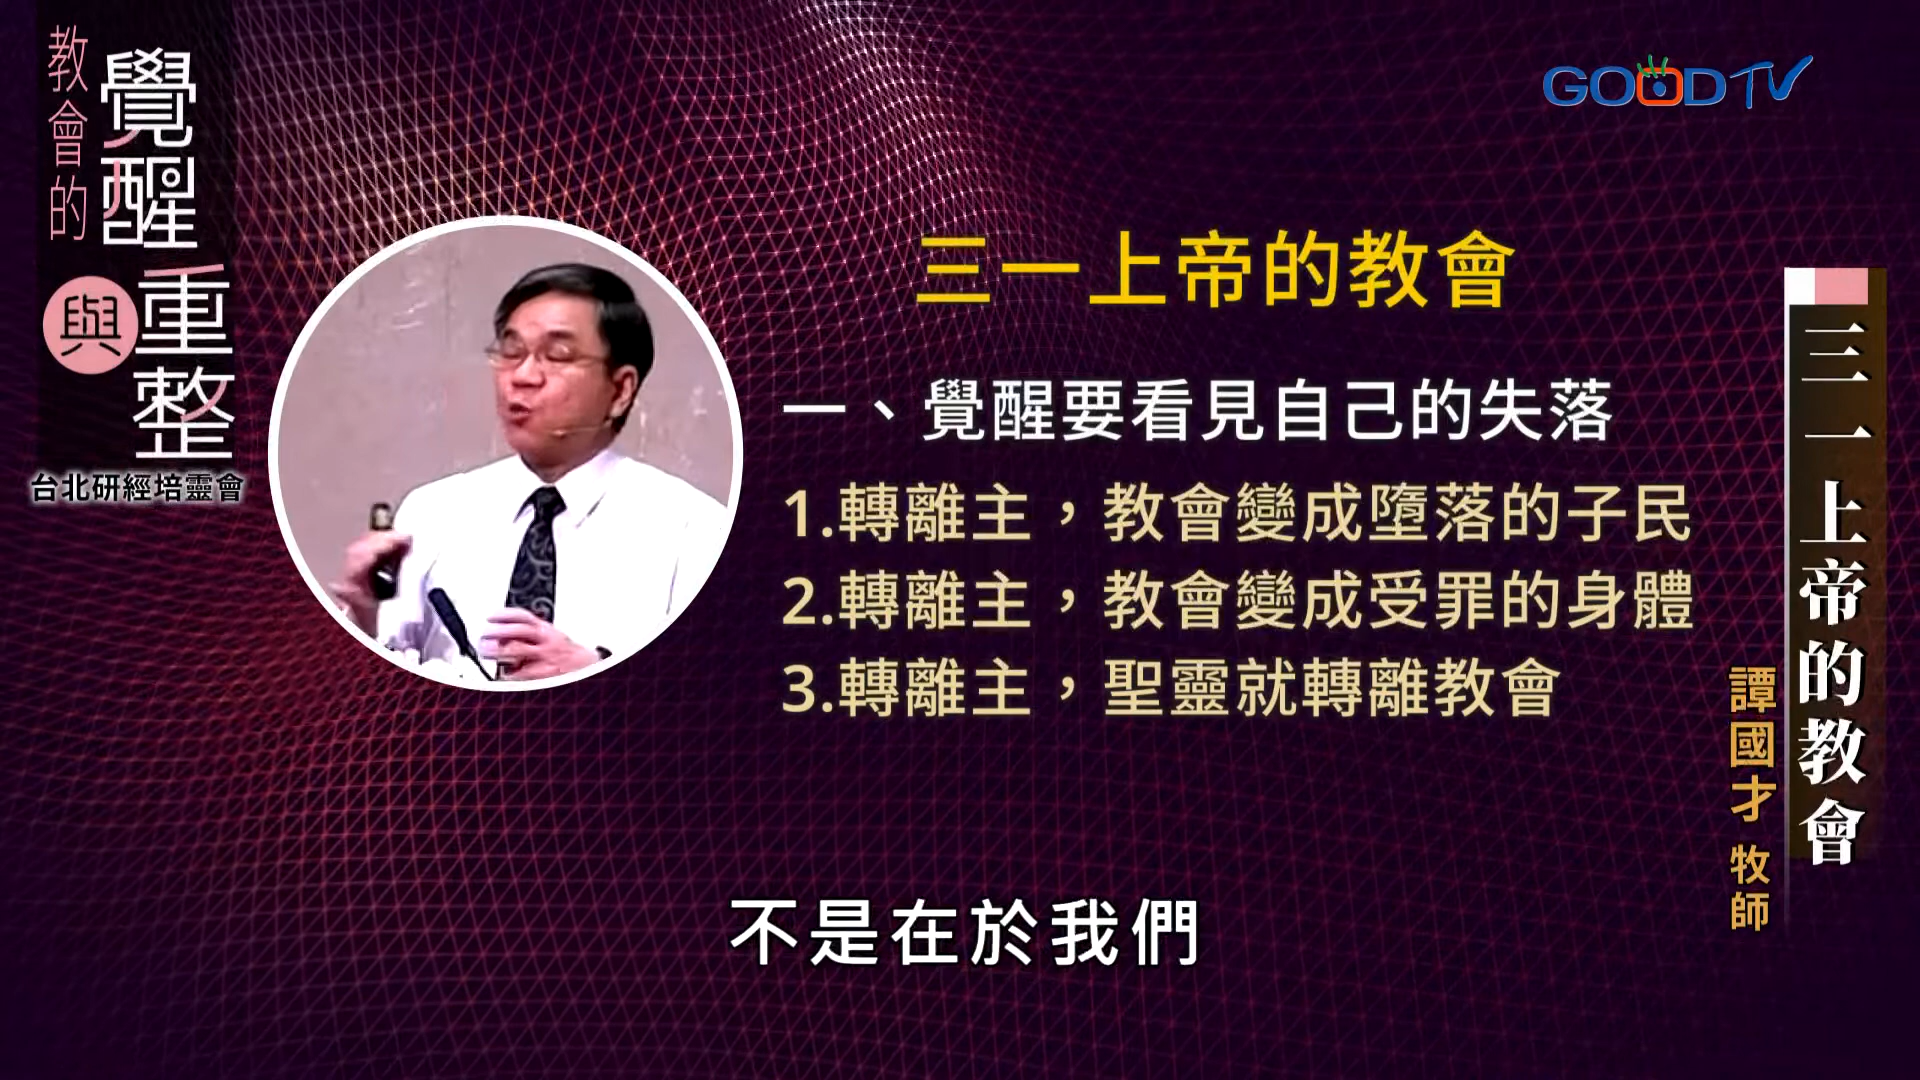 教會的
覺醒
與
重整
台北研經培靈會
GOODTV
三一上帝的教會
一、覺醒要看見自己的失落
1.轉離主，教會變成墮落的子民
2.轉離主，教會變成受罪的身體
3.轉離主，聖靈就轉離教會
三一上帝的教會
譚國才 牧師
不是在於我們